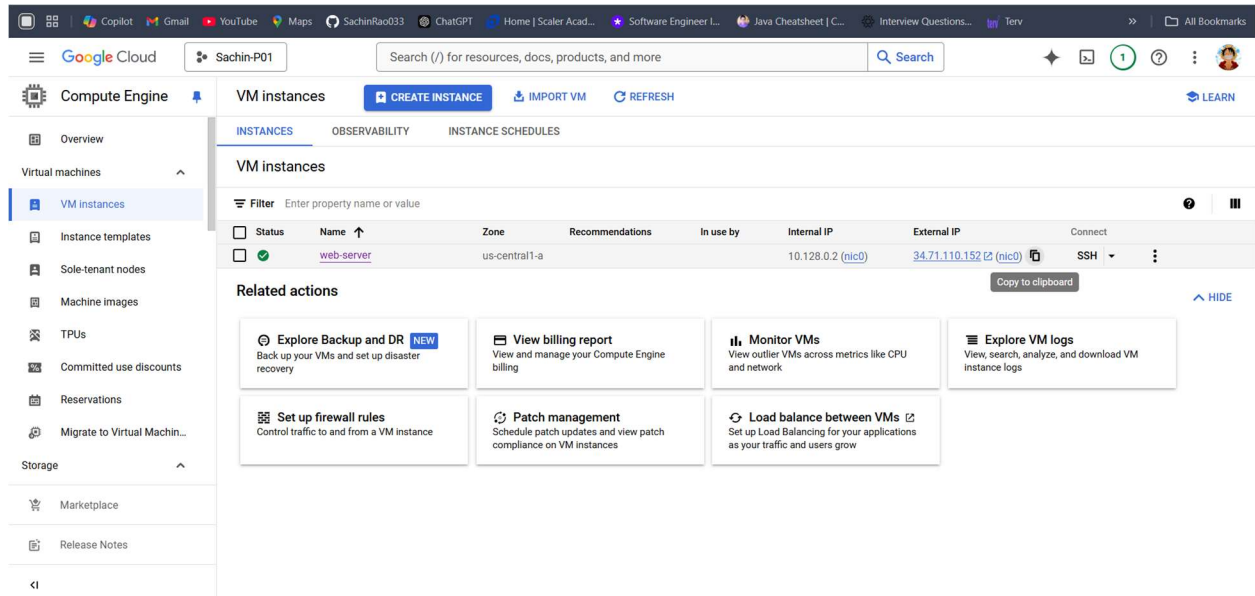 Copilot Gmail YouTube Maps SachinRao033 ChatGPT Home | Scaler Acad... Software Engineer I... Java Cheatsheet | C... Interview Questions... Terv » All Bookmarks
Google Cloud Sachin-P01 Search (/) for resources, docs, products, and more Search 1
Compute Engine VM instances CREATE INSTANCE IMPORT VM REFRESH LEARN
Overview INSTANCES OBSERVABILITY INSTANCE SCHEDULES
Virtual machines VM instances
VM instances Filter Enter property name or value
Instance templates Status Name Zone Recommendations In use by Internal IP External IP Connect
Sole-tenant nodes web-server us-central1-a 10.128.0.2 (nic0) 34.71.110.152 (nic0) SSH
Copy to clipboard
Machine images Related actions HIDE
TPUs
Committed use discounts
Reservations
Migrate to Virtual Machin...
Storage
Marketplace
Release Notes
Explore Backup and DR NEW
Back up your VMs and set up disaster
recovery
View billing report
View and manage your Compute Engine
billing
Monitor VMs
View outlier VMs across metrics like CPU
and network
Explore VM logs
View, search, analyze, and download VM
instance logs
Set up firewall rules
Control traffic to and from a VM instance
Patch management
Schedule patch updates and view patch
compliance on VM instances
Load balance between VMs
Set up Load Balancing for your applications
as your traffic and users grow